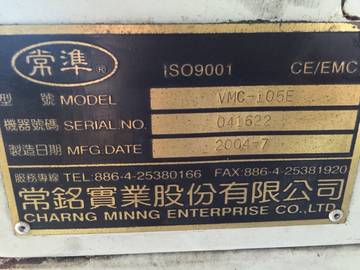 常準® ISO9001 CE/EMC
型 號 MODEL VMC-105E
機器號碼 SERIAL NO. 041622
製造日期 MFG.DATE 2004-7
服務專線 TEL:886-4-25380166 FAX:886-4-25381920
常銘實業股份有限公司
CHARNG MINNG ENTERPRISE CO.,LTD